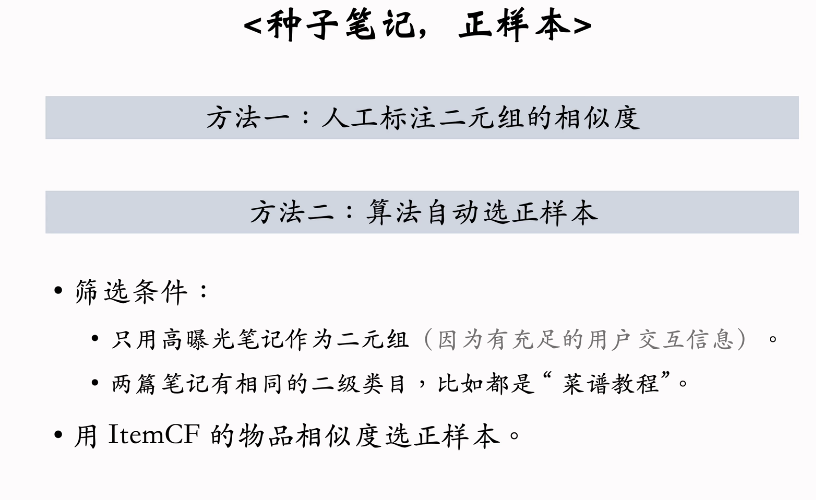 <种子笔记，正样本>
方法一：人工标注二元组的相似度
方法二：算法自动选正样本
• 筛选条件：
• 只用高曝光笔记作为二元组（因为有充足的用户交互信息）。
• 两篇笔记有相同的二级类目，比如都是“菜谱教程”。
• 用 ItemCF 的物品相似度选正样本。